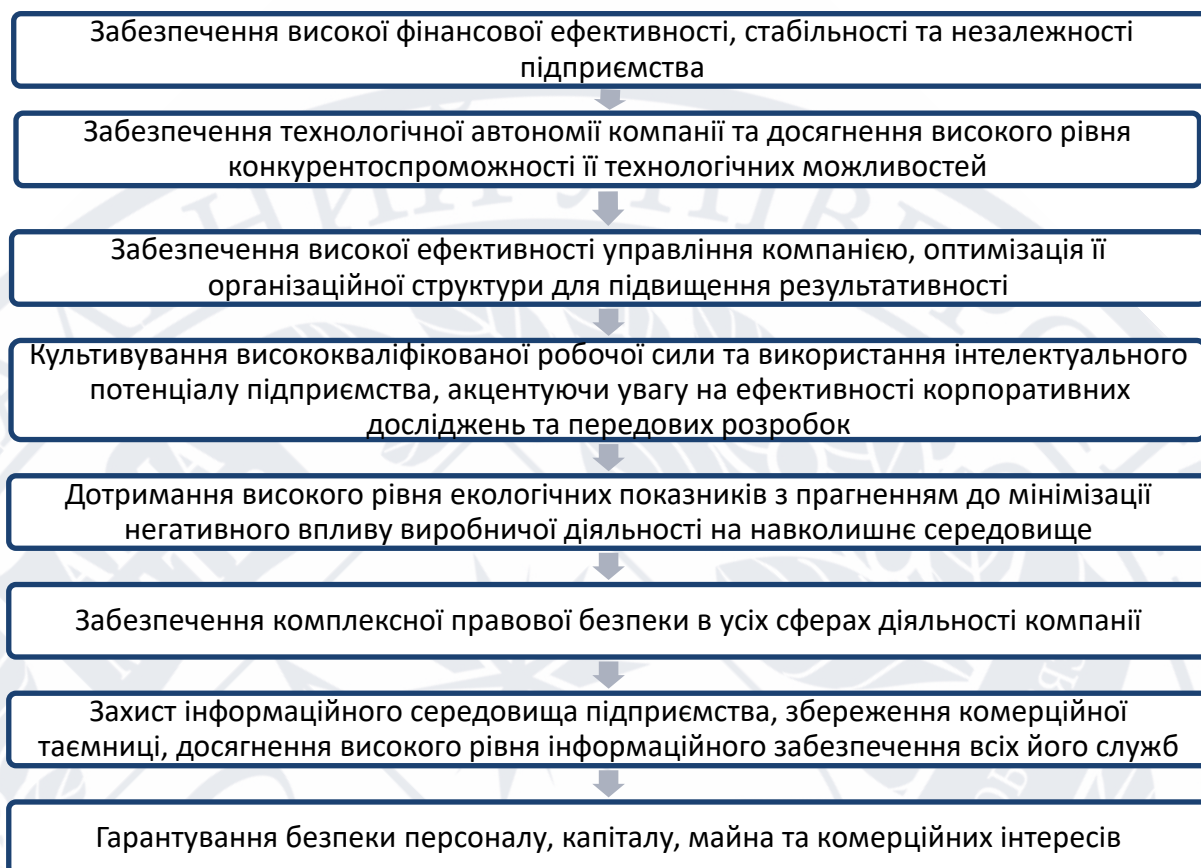 Забезпечення високої фінансової ефективності, стабільності та незалежності
підприємства
Забезпечення технологічної автономії компанії та досягнення високого рівня
конкурентоспроможності її технологічних можливостей
Забезпечення високої ефективності управління компанією, оптимізація її
організаційної структури для підвищення результативності
Культивування висококваліфікованої робочої сили та використання інтелектуального
потенціалу підприємства, акцентуючи увагу на ефективності корпоративних
досліджень та передових розробок
Дотримання високого рівня екологічних показників з прагненням до мінімізації
негативного впливу виробничої діяльності на навколишнє середовище
Забезпечення комплексної правової безпеки в усіх сферах діяльності компанії
Захист інформаційного середовища підприємства, збереження комерційної
таємниці, досягнення високого рівня інформаційного забезпечення всіх його служб
Гарантування безпеки персоналу, капіталу, майна та комерційних інтересів